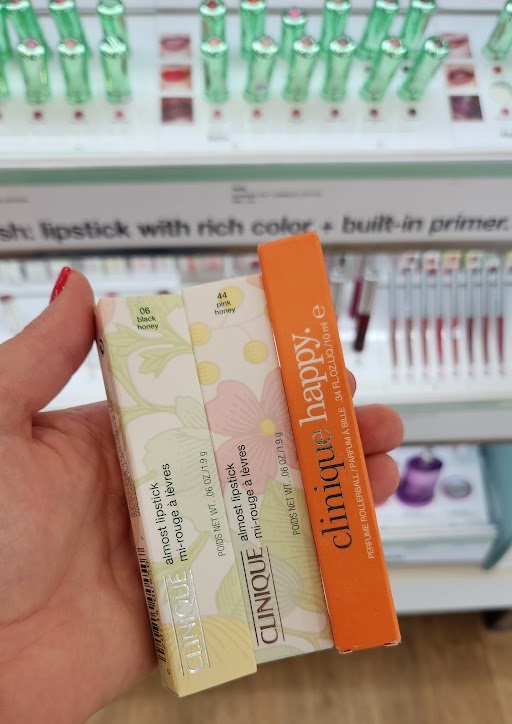 sh: lipstick with rich color + built-in primer.
06
black
honey
almost lipstick
mi-rouge à lèvres
POIDS NET WT. .06 OZ/1.9 g
CLINIQUE
44
pink
honey
almost lipstick
mi-rouge à lèvres
POIDS NET WT. .06 OZ/1.9 g
CLINIQUE
clinique happy.
PERFUME ROLLERBALL / PARFUM À BILLE .34 FL.OZ.LIQ./10 ml e